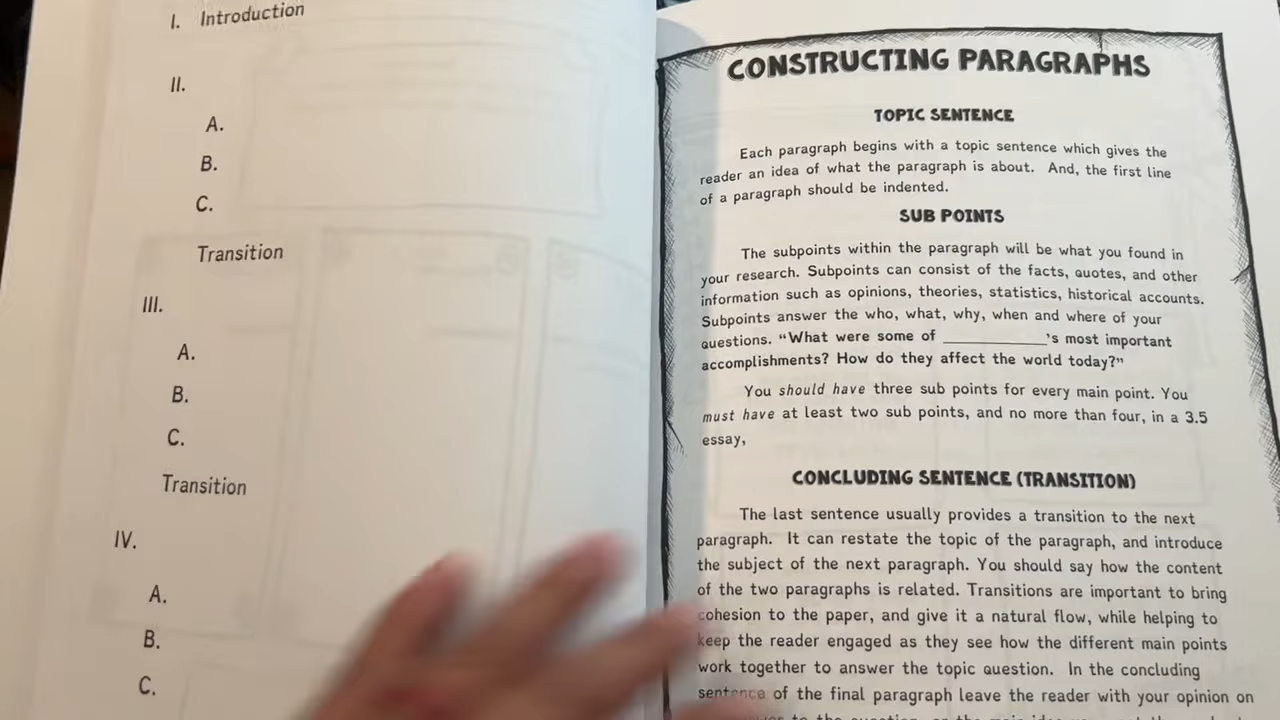 I. Introduction
II.
A.
B.
C.
Transition
III.
A.
B.
C.
Transition
IV.
A.
B.
C.
CONSTRUCTING PARAGRAPHS
TOPIC SENTENCE
Each paragraph begins with a topic sentence which gives the
reader an idea of what the paragraph is about. And, the first line
of a paragraph should be indented.
SUB POINTS
The subpoints within the paragraph will be what you found in
your research. Subpoints can consist of the facts, quotes, and other
information such as opinions, theories, statistics, historical accounts.
Subpoints answer the who, what, why, when and where of your
questions. “What were some of ____________’s most important
accomplishments? How do they affect the world today?”
You should have three sub points for every main point. You
must have at least two sub points, and no more than four, in a 3.5
essay,
CONCLUDING SENTENCE (TRANSITION)
The last sentence usually provides a transition to the next
paragraph. It can restate the topic of the paragraph, and introduce
the subject of the next paragraph. You should say how the content
of the two paragraphs is related. Transitions are important to bring
cohesion to the paper, and give it a natural flow, while helping to
keep the reader engaged as they see how the different main points
work together to answer the topic question. In the concluding
sentence of the final paragraph leave the reader with your opinion on